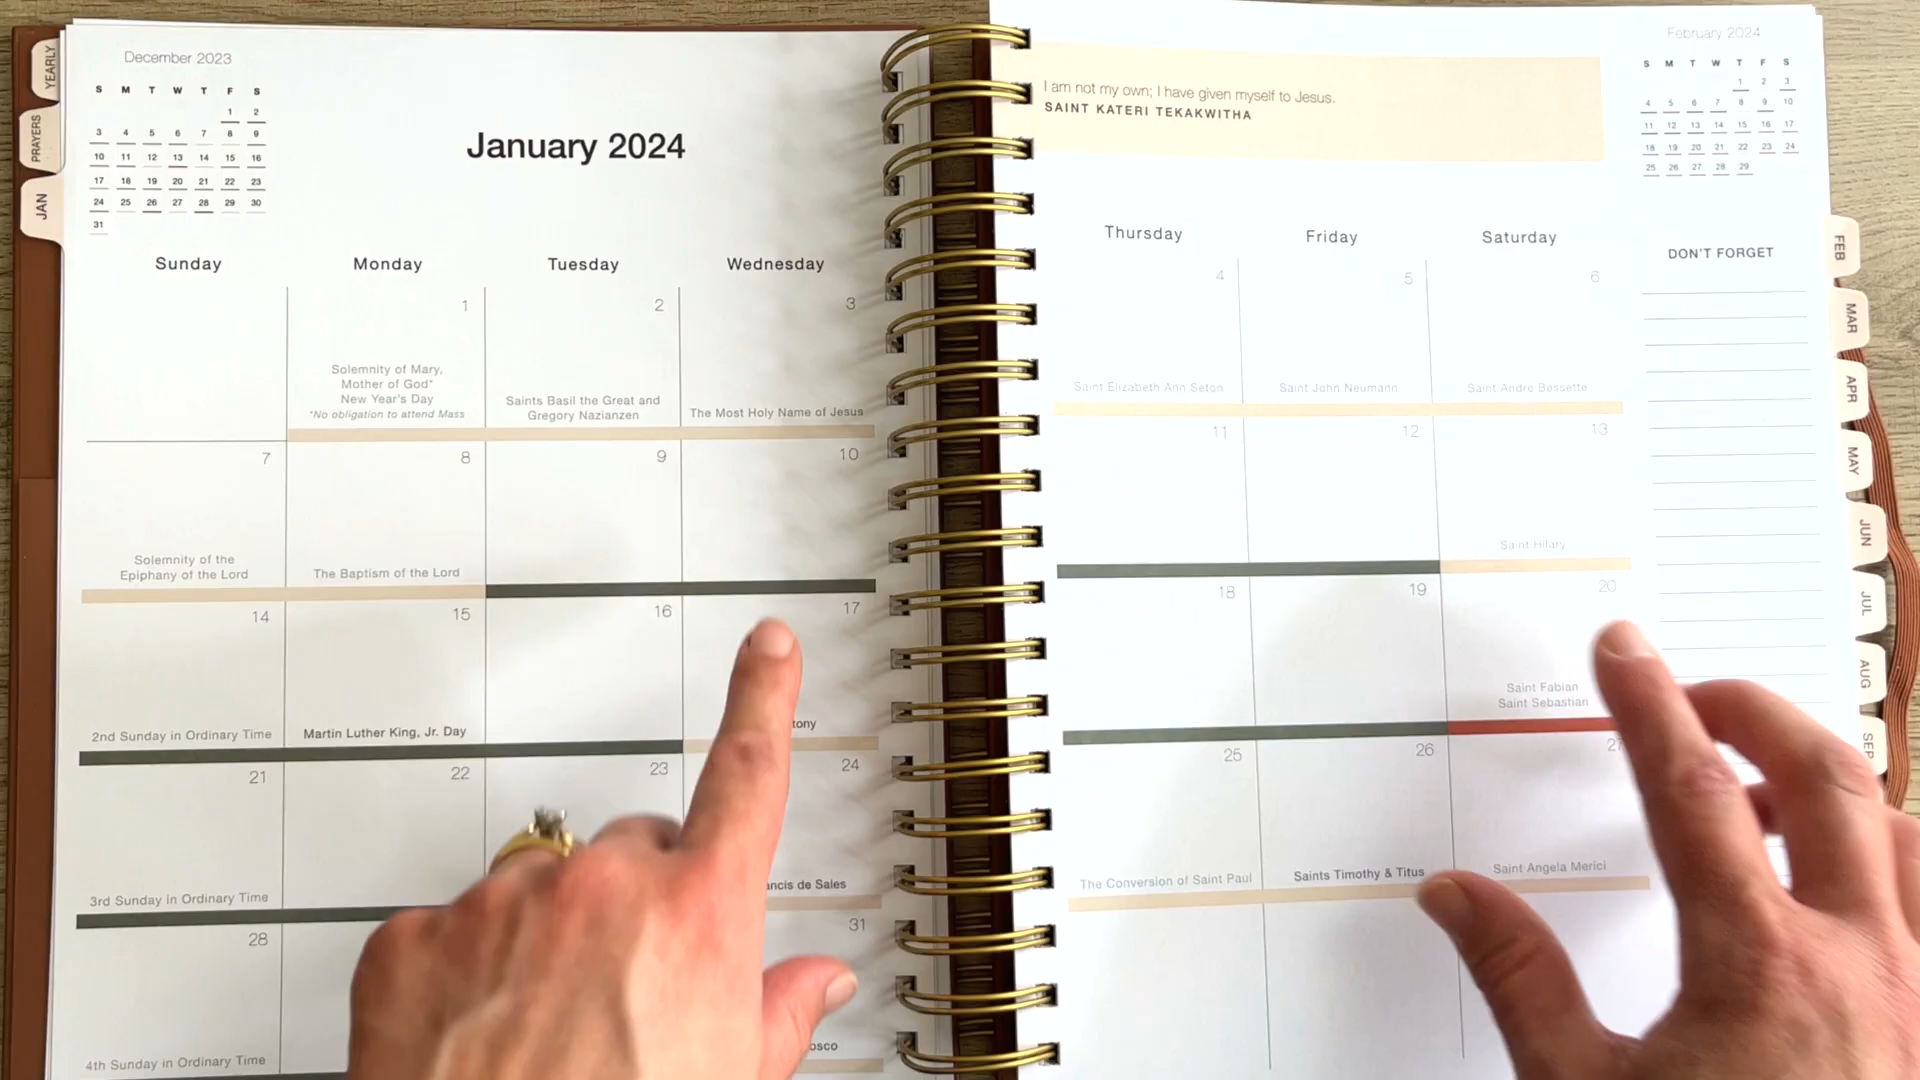 YEARLY
PRAYERS
JAN
December 2023
S M T W T F S
1 2
3 4 5 6 7 8 9
10 11 12 13 14 15 16
17 18 19 20 21 22 23
24 25 26 27 28 29 30
31
January 2024
Sunday Monday Tuesday Wednesday
1 2 3
Solemnity of Mary,
Mother of God*
New Year's Day
*No obligation to attend Mass
Saints Basil the Great and
Gregory Nazianzen
The Most Holy Name of Jesus
7 8 9 10
Solemnity of the
Epiphany of the Lord
The Baptism of the Lord
14 15 16 17
2nd Sunday in Ordinary Time
Martin Luther King, Jr. Day
tony
21 22 23 24
3rd Sunday in Ordinary Time
ncis de Sales
28 31
4th Sunday in Ordinary Time
osco
I am not my own; I have given myself to Jesus.
SAINT KATERI TEKAKWITHA
February 2024
S M T W T F S
1 2 3
4 5 6 7 8 9 10
11 12 13 14 15 16 17
18 19 20 21 22 23 24
25 26 27 28 29
Thursday Friday Saturday
DON'T FORGET
4 5 6
Saint Elizabeth Ann Seton
Saint John Neumann
Saint André Bessette
11 12 13
Saint Hilary
18 19 20
Saint Fabian
Saint Sebastian
25 26 27
The Conversion of Saint Paul
Saints Timothy & Titus
Saint Angela Merici
FEB
MAR
APR
MAY
JUN
JUL
AUG
SEP